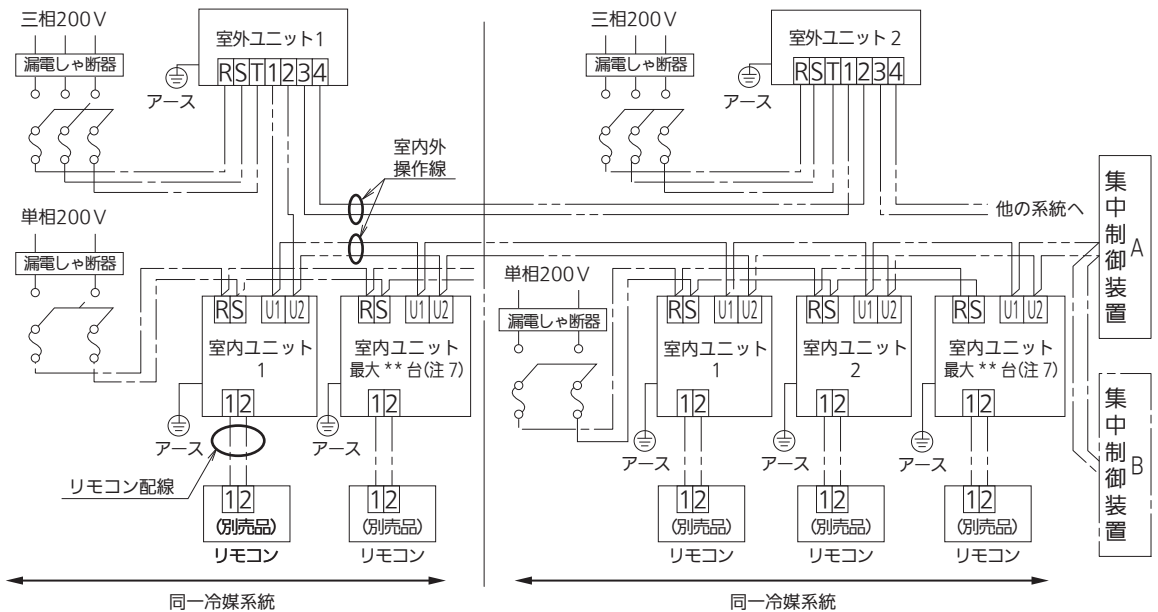 三相200V
漏電しゃ断器
室外ユニット1
RST1234
アース
単相200V
漏電しゃ断器
室内外
操作線
RS U1 U2
室内ユニット
1
12
アース
RS U1 U2
室内ユニット
最大**台(注7)
12
アース
リモコン配線
12
(別売品)
リモコン
12
(別売品)
リモコン
同一冷媒系統
三相200V
漏電しゃ断器
室外ユニット2
RST1234
アース
他の系統へ
単相200V
漏電しゃ断器
RS U1 U2
室内ユニット
1
12
アース
RS U1 U2
室内ユニット
2
12
アース
RS U1 U2
室内ユニット
最大**台(注7)
12
アース
12
(別売品)
リモコン
12
(別売品)
リモコン
12
(別売品)
リモコン
同一冷媒系統
集中制御装置
A
集中制御装置
B